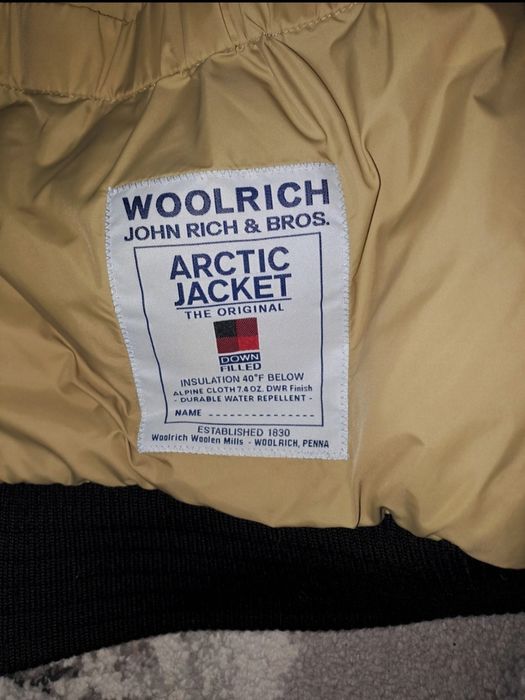 WOOLRICH
JOHN RICH & BROS.
ARCTIC
JACKET
THE ORIGINAL
DOWN
FILLED
INSULATION 40°F BELOW
ALPINE CLOTH 7.4 OZ. DWR Finish
- DURABLE WATER REPELLENT -
NAME --------------
ESTABLISHED 1830
Woolrich Woolen Mills - WOOLRICH, PENNA